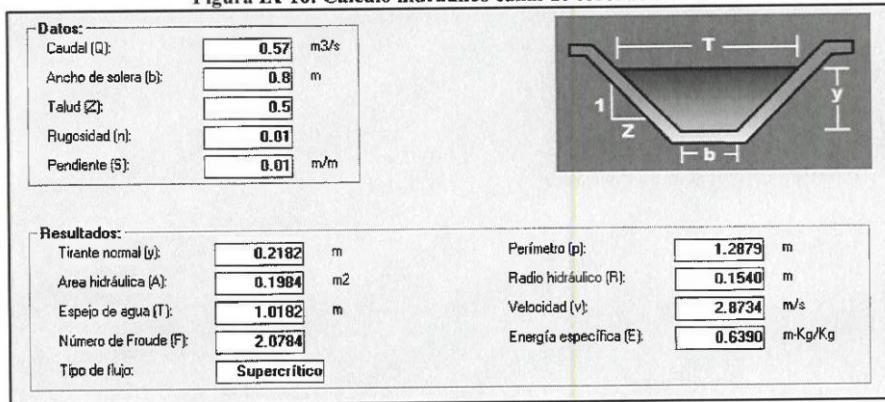 Datos:
Caudal (Q): 0.57 m3/s
Ancho de solera (b): 0.8 m
Talud (Z): 0.5
Rugosidad (n): 0.01
Pendiente (S): 0.01 m/m
T
1
Z
y
b
Resultados:
Tirante normal (y): 0.2182 m
Area hidráulica (A): 0.1984 m2
Espejo de agua (T): 1.0182 m
Número de Froude (F): 2.0784
Tipo de flujo: Supercrítico
Perímetro (p): 1.2879 m
Radio hidráulico (R): 0.1540 m
Velocidad (v): 2.8734 m/s
Energía específica (E): 0.6390 m-Kg/Kg